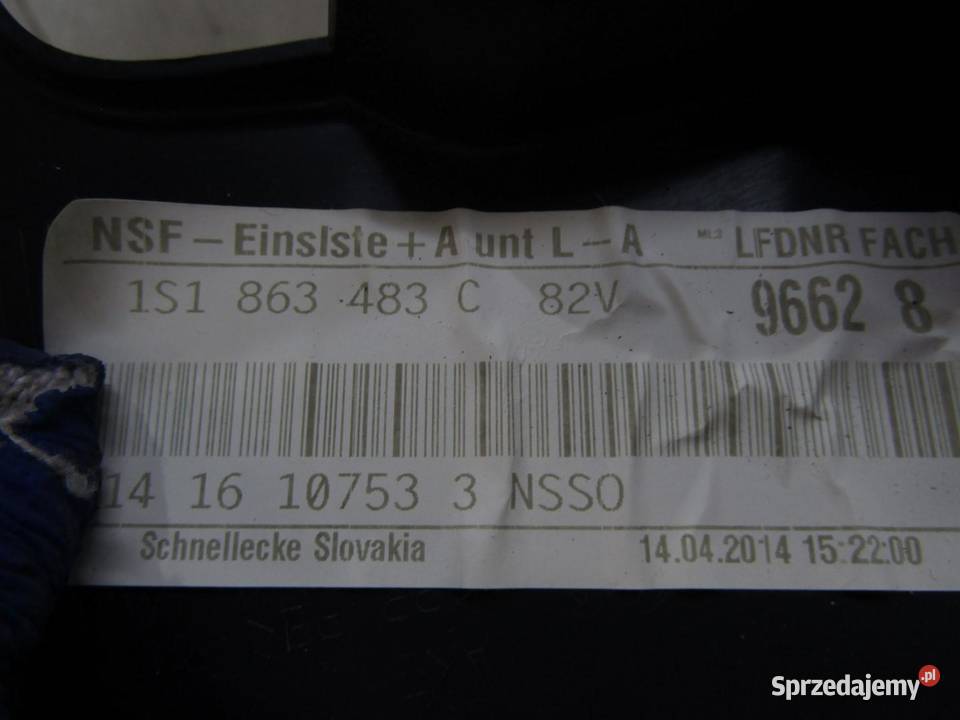 NSF - Einslste + A unt L - A
LFDNR FACH
1S1 863 483 C 82V
9662 8
14 16 10753 3 NSSO
Schnellecke Slovakia
14.04.2014 15:22:00
Sprzedajemy.pl